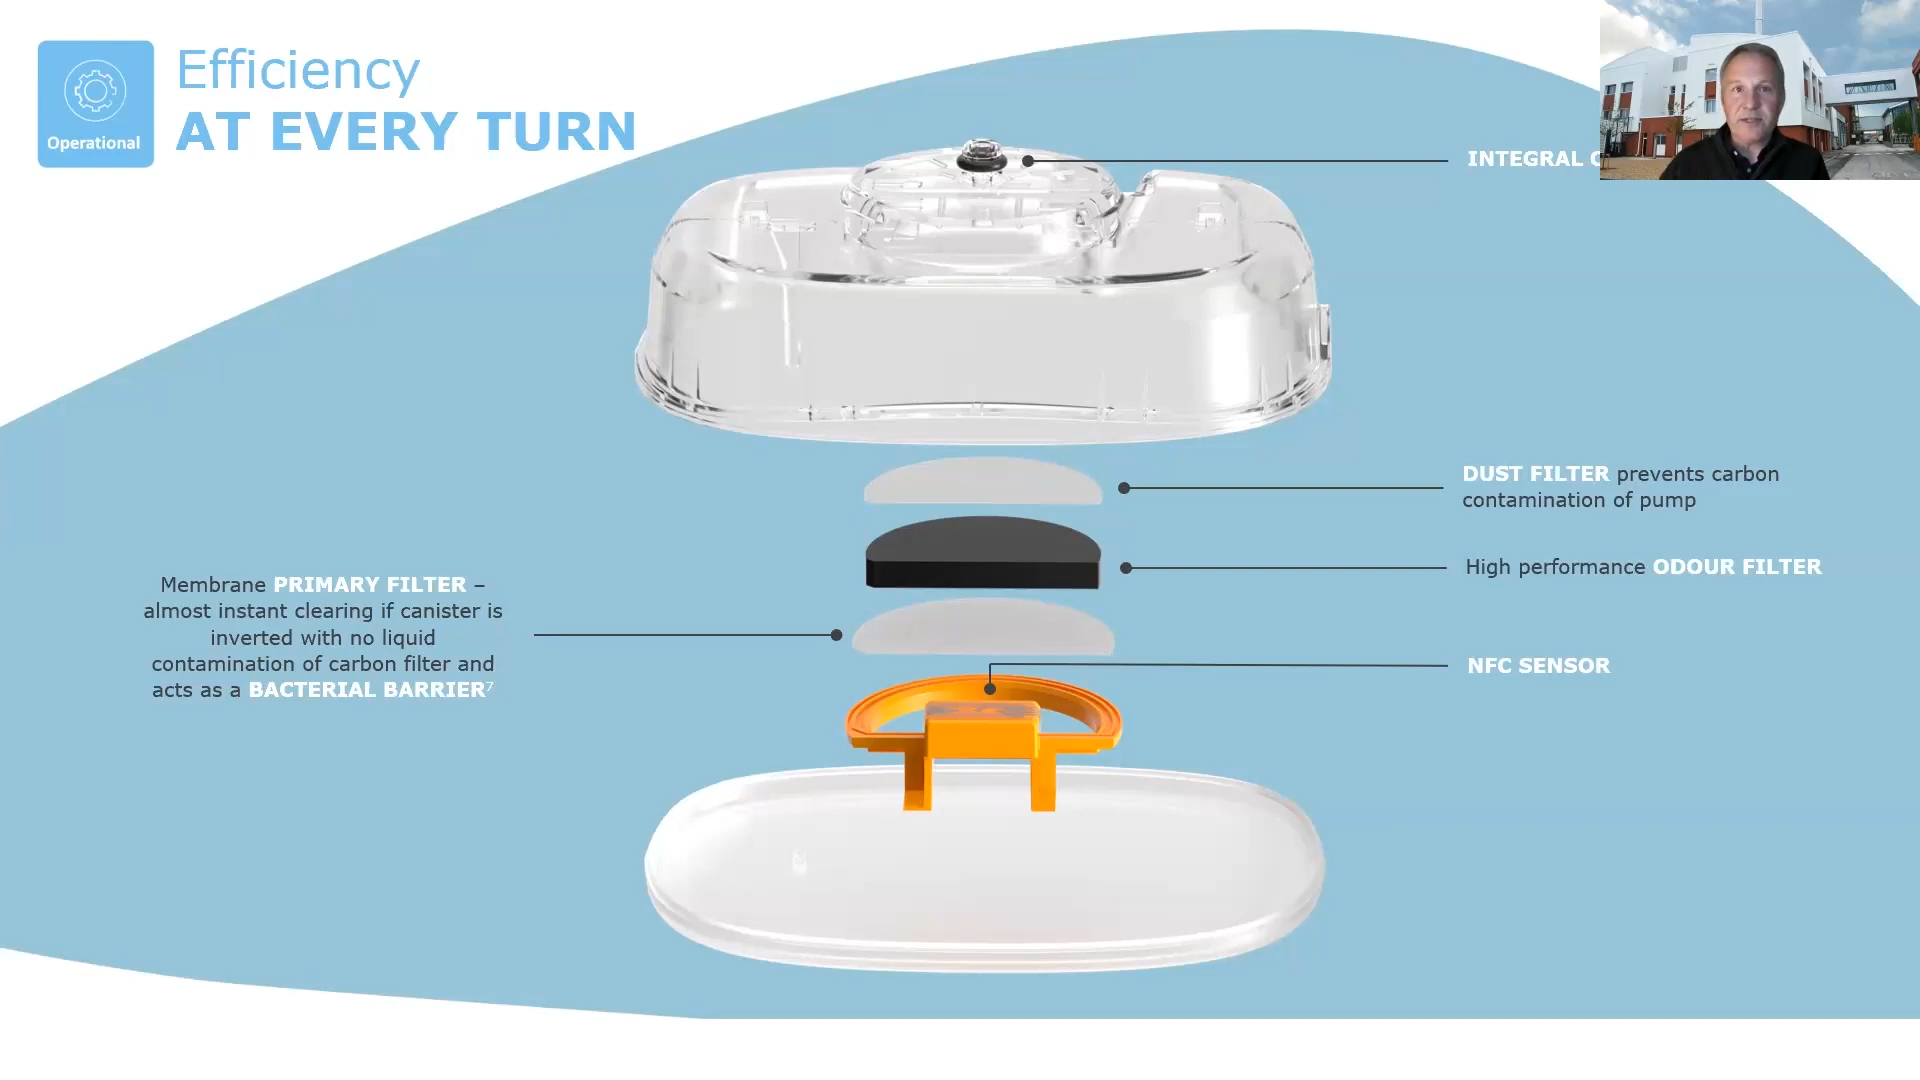 Efficiency
AT EVERY TURN
Operational
INTEGRAL
DUST FILTER prevents carbon
contamination of pump
High performance ODOUR FILTER
Membrane PRIMARY FILTER –
almost instant clearing if canister is
inverted with no liquid
contamination of carbon filter and
acts as a BACTERIAL BARRIER⁷
NFC SENSOR